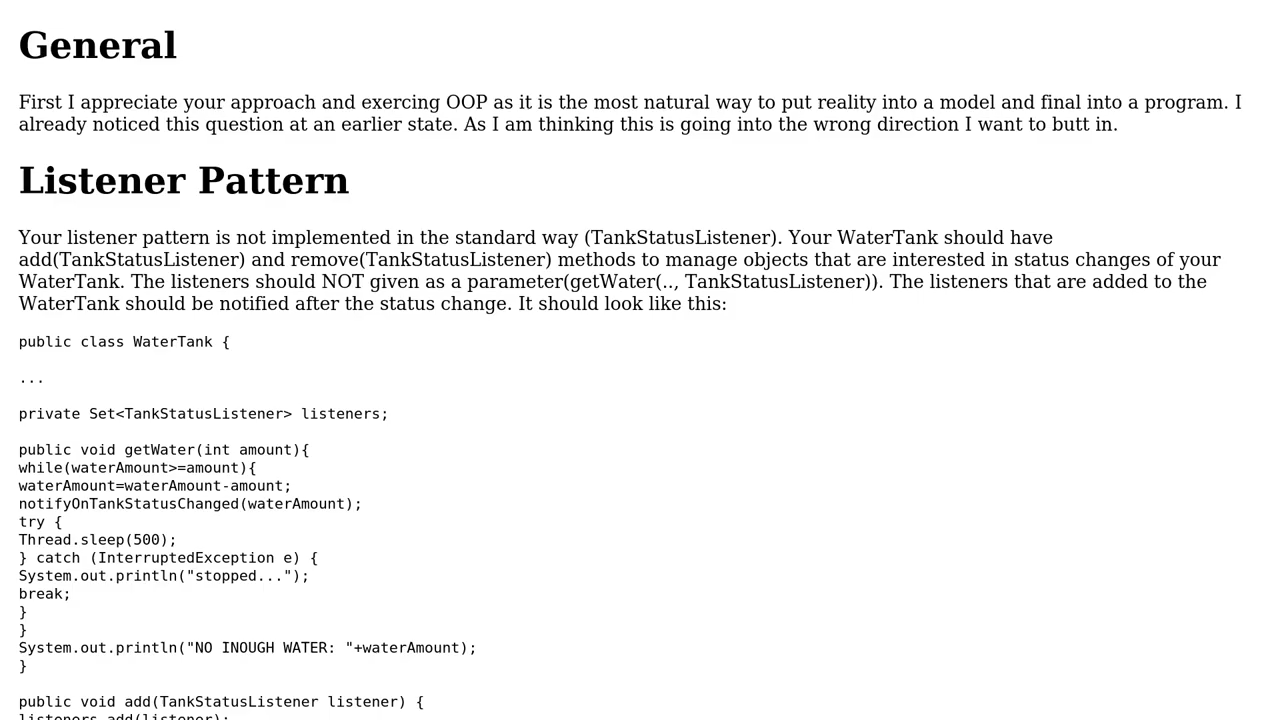 General
First I appreciate your approach and exercing OOP as it is the most natural way to put reality into a model and final into a program. I
already noticed this question at an earlier state. As I am thinking this is going into the wrong direction I want to butt in.
Listener Pattern
Your listener pattern is not implemented in the standard way (TankStatusListener). Your WaterTank should have
add(TankStatusListener) and remove(TankStatusListener) methods to manage objects that are interested in status changes of your
WaterTank. The listeners should NOT given as a parameter(getWater(.., TankStatusListener)). The listeners that are added to the
WaterTank should be notified after the status change. It should look like this:
public class WaterTank {
...
private Set<TankStatusListener> listeners;
public void getWater(int amount){
while(waterAmount>=amount){
waterAmount=waterAmount-amount;
notifyOnTankStatusChanged(waterAmount);
try {
Thread.sleep(500);
} catch (InterruptedException e) {
System.out.println("stopped...");
break;
}
}
System.out.println("NO INOUGH WATER: "+waterAmount);
}
public void add(TankStatusListener listener) {
listeners.add(listener);